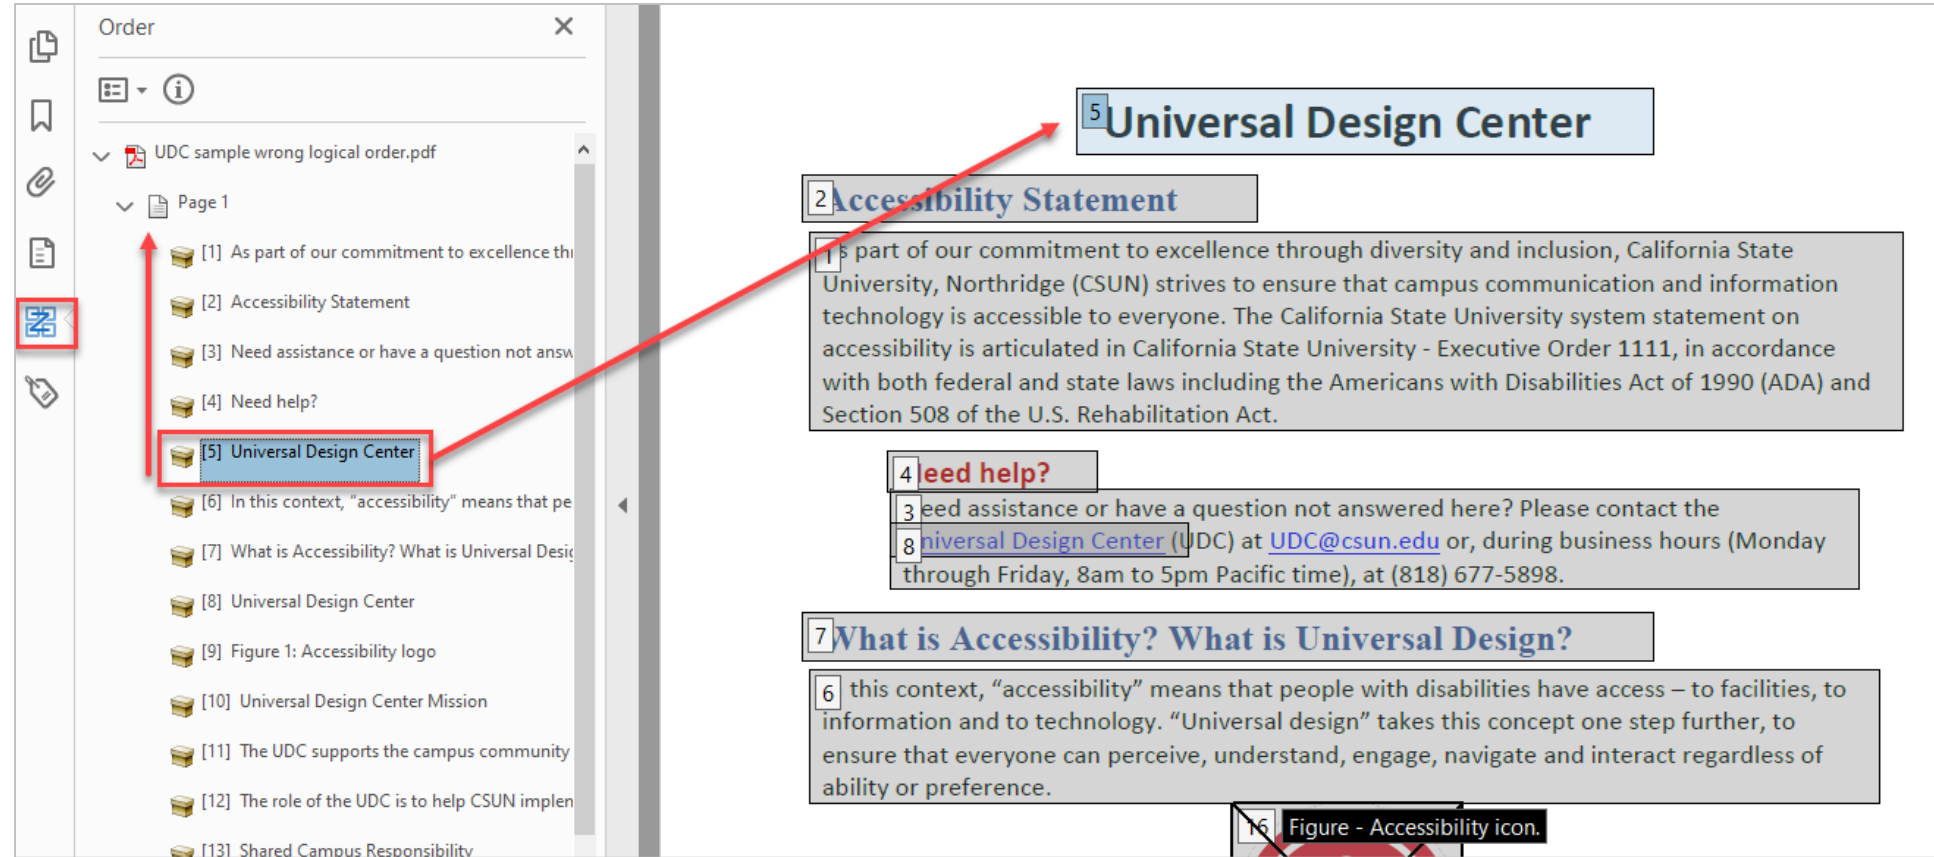 Order
UDC sample wrong logical order.pdf
Page 1
[1] As part of our commitment to excellence thr
[2] Accessibility Statement
[3] Need assistance or have a question not answ
[4] Need help?
[5] Universal Design Center
[6] In this context, “accessibility” means that pe
[7] What is Accessibility? What is Universal Desig
[8] Universal Design Center
[9] Figure 1: Accessibility logo
[10] Universal Design Center Mission
[11] The UDC supports the campus community
[12] The role of the UDC is to help CSUN implen
[13] Shared Campus Responsibility
5 Universal Design Center
2 Accessibility Statement
1 s part of our commitment to excellence through diversity and inclusion, California State
University, Northridge (CSUN) strives to ensure that campus communication and information
technology is accessible to everyone. The California State University system statement on
accessibility is articulated in California State University - Executive Order 1111, in accordance
with both federal and state laws including the Americans with Disabilities Act of 1990 (ADA) and
Section 508 of the U.S. Rehabilitation Act.
4 eed help?
3 eed assistance or have a question not answered here? Please contact the
8 niversal Design Center (UDC) at UDC@csun.edu or, during business hours (Monday
through Friday, 8am to 5pm Pacific time), at (818) 677-5898.
7 What is Accessibility? What is Universal Design?
6 this context, “accessibility” means that people with disabilities have access – to facilities, to
information and to technology. “Universal design” takes this concept one step further, to
ensure that everyone can perceive, understand, engage, navigate and interact regardless of
ability or preference.
16 Figure - Accessibility icon.